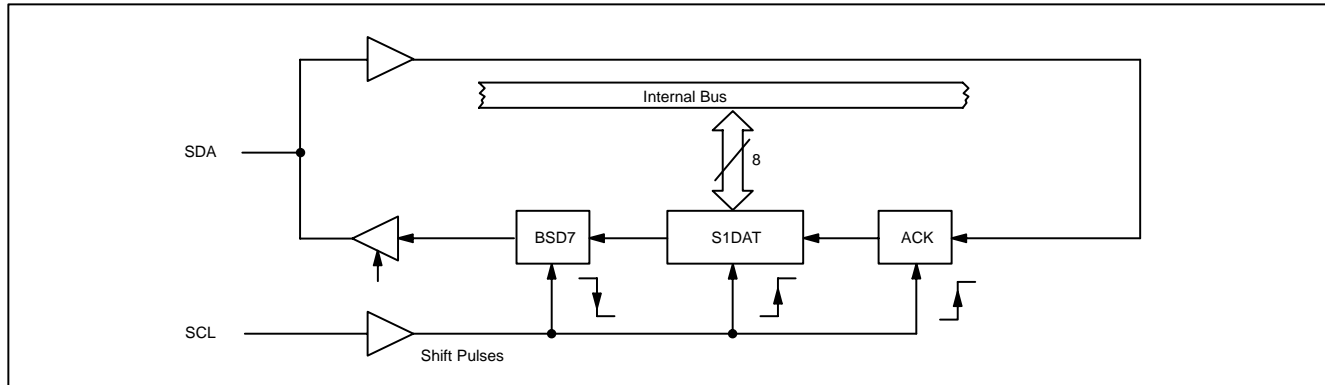 Internal Bus
SDA
8
BSD7
S1DAT
ACK
SCL
Shift Pulses